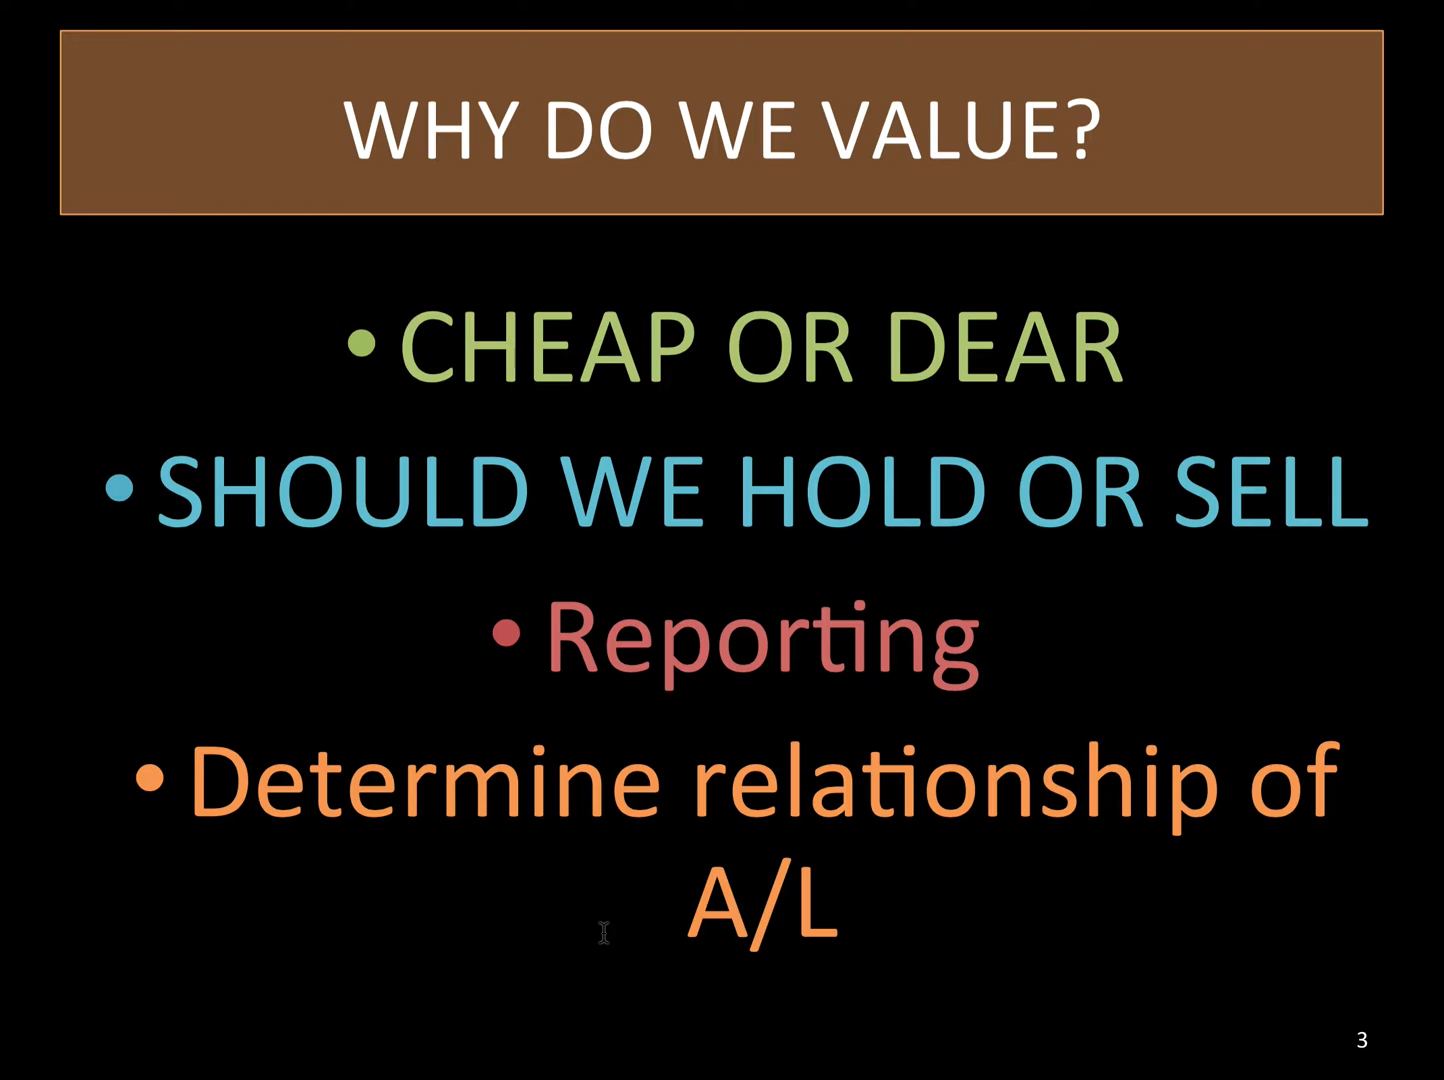 WHY DO WE VALUE?
• CHEAP OR DEAR
• SHOULD WE HOLD OR SELL
• Reporting
• Determine relationship of
A/L
3